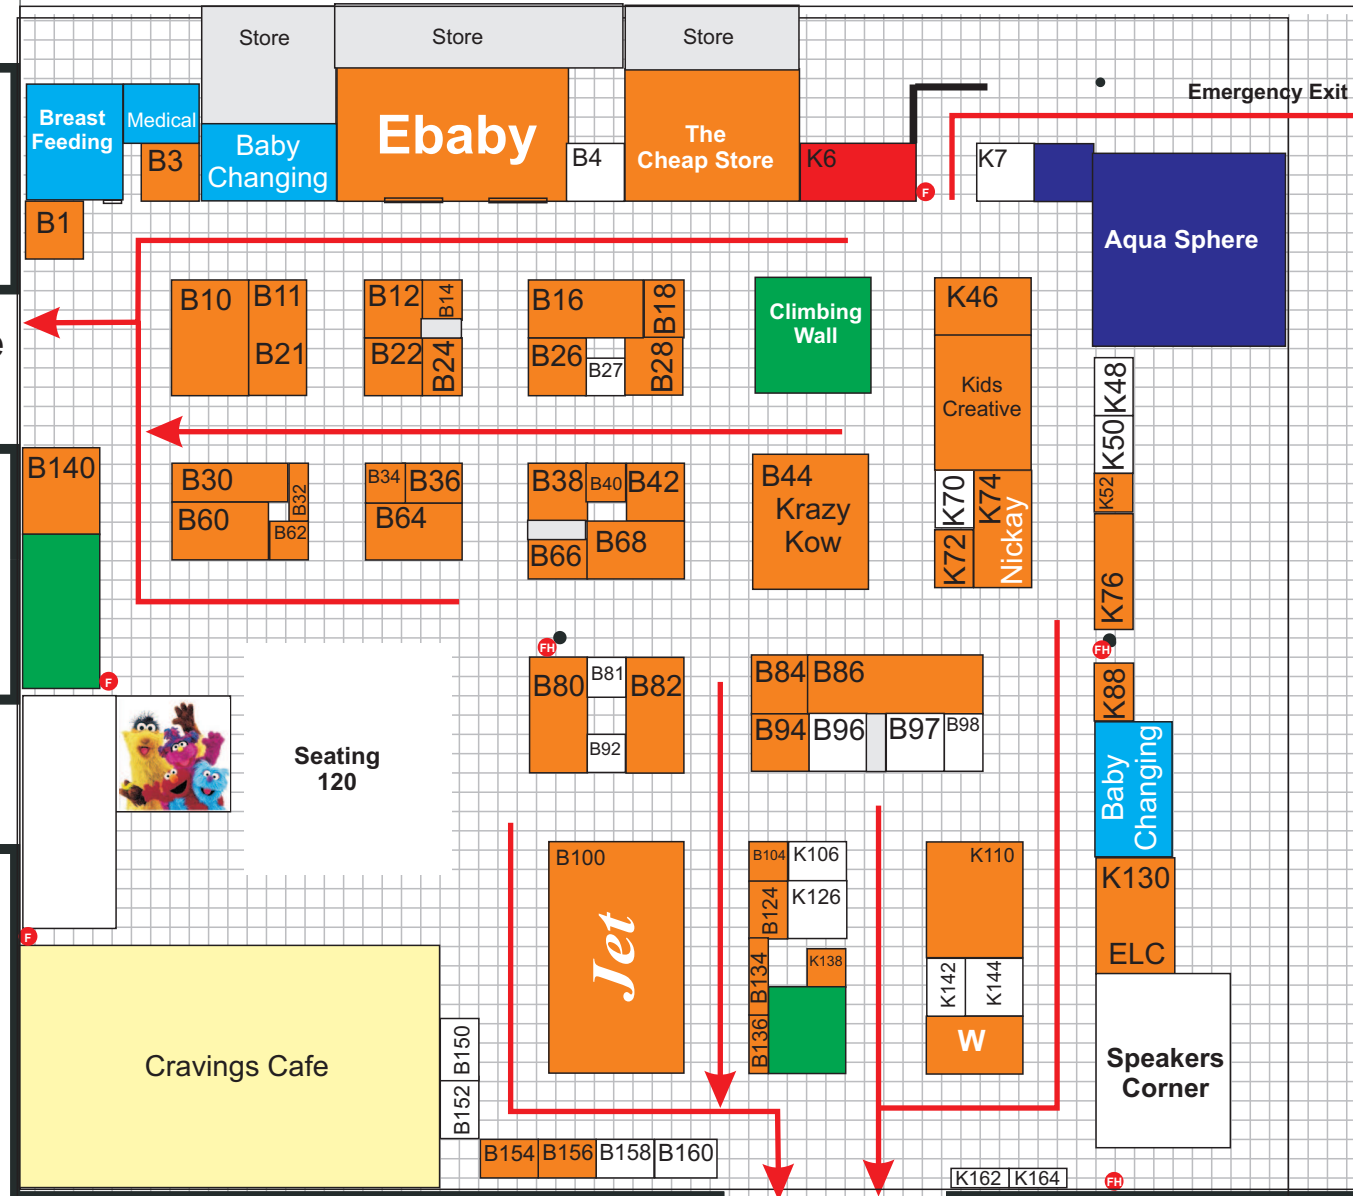 Store
Store
Store
Emergency Exit
Breast
Feeding
Medical
B3
Baby
Changing
Ebaby
B4
The
Cheap Store
K6
F
K7
Aqua Sphere
B1
B10
B11
B21
B12
B14
B22
B24
B16
B18
B26
B27
B28
Climbing
Wall
K46
Kids
Creative
e
K48
K50
K52
K76
B140
B30
B32
B60
B62
B34
B36
B64
B38
B40
B42
B66
B68
B44
Krazy
Kow
K70
K74
K72
Nickay
FH
FH
F
Seating
120
B80
B81
B82
B92
B84
B86
B94
B96
B97
B98
K88
Baby
Changing
B100
Jet
B104
K106
B124
K126
B134
K138
B136
K110
K142
K144
W
K130
ELC
F
Cravings Cafe
B150
B152
Speakers
Corner
B154
B156
B158
B160
K162
K164
FH